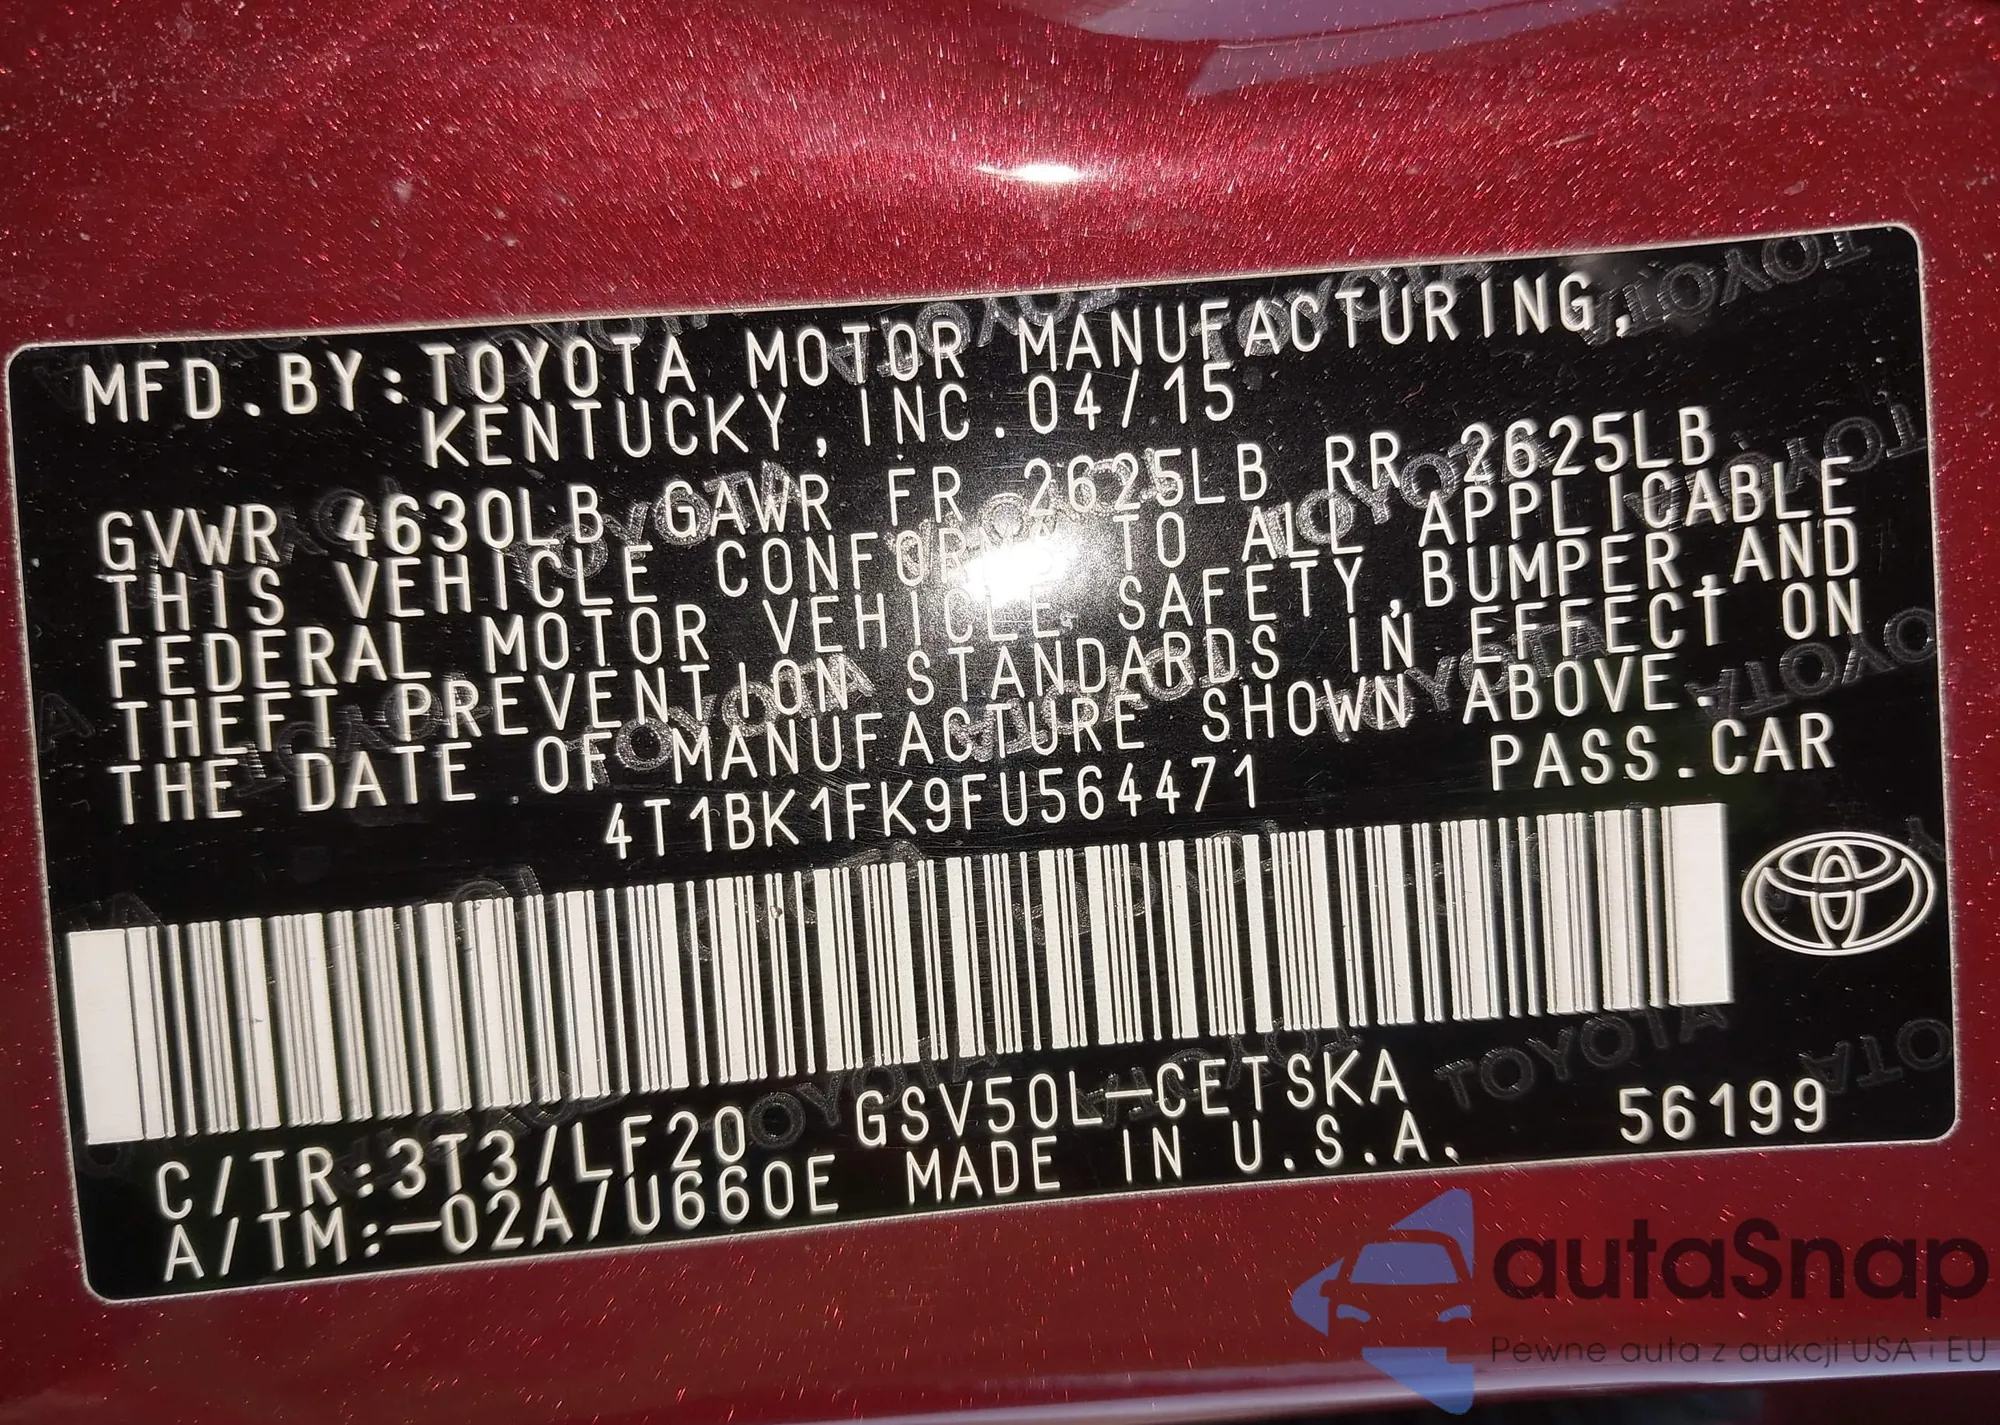 MFD.BY:TOYOTA MOTOR MANUFACTURING,
KENTUCKY,INC.04/15
GVWR 4630LB GAWR FR 2625LB RR 2625LB
THIS VEHICLE CONFORMS TO ALL APPLICABLE
FEDERAL MOTOR VEHICLE SAFETY,BUMPER,AND
THEFT PREVENTION STANDARDS IN EFFECT ON
THE DATE OF MANUFACTURE SHOWN ABOVE.
4T1BK1FK9FU564471 PASS.CAR
C/TR:3T3/LF20 GSV50L-CETSKA
A/TM:-02A/U660E MADE IN U.S.A. 56199
autaSnap
Pewne auta z aukcji USA i EU